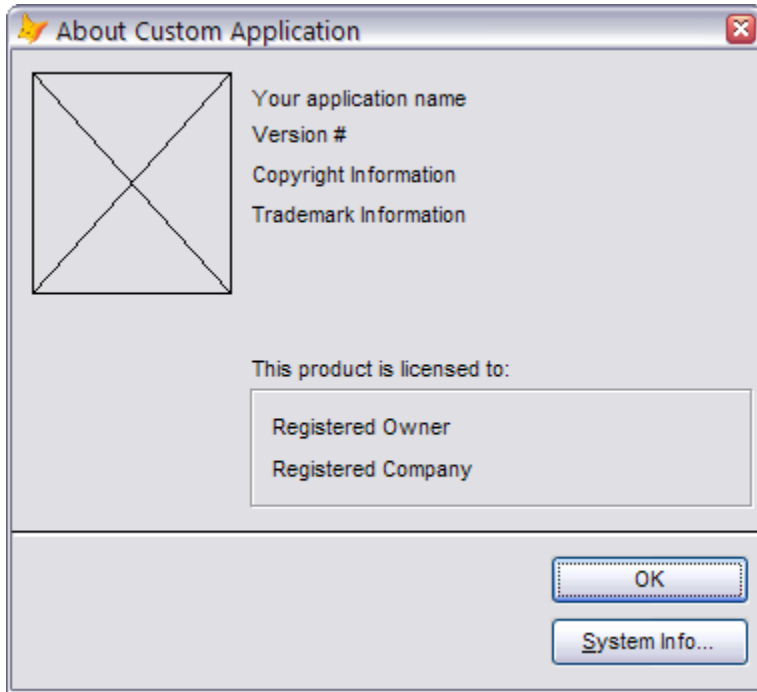 About Custom Application
Your application name
Version #
Copyright Information
Trademark Information
This product is licensed to:
Registered Owner
Registered Company
OK
System Info...